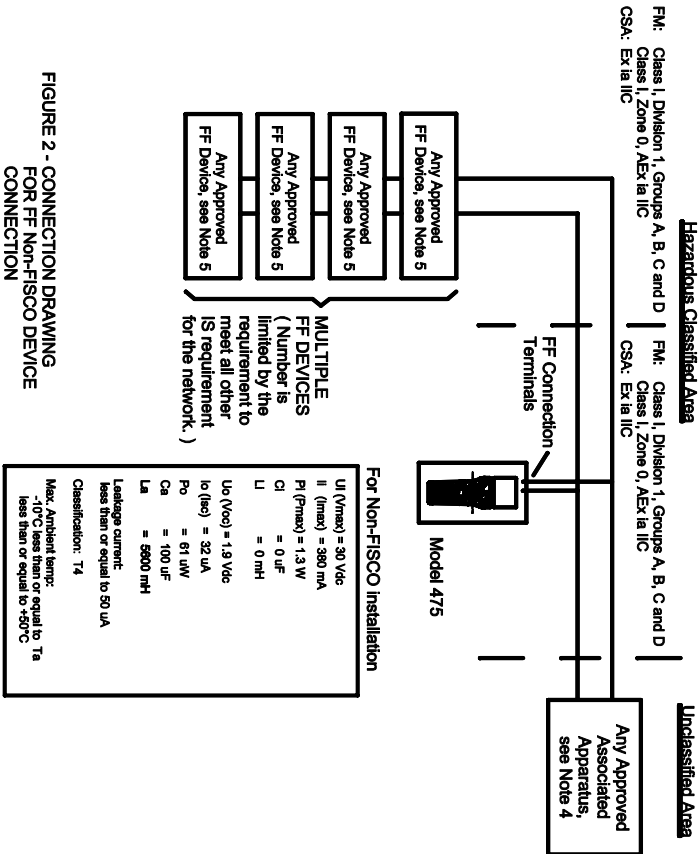 Hazardous Classified Area
Unclassified Area
FM: Class I, Division 1, Groups A, B, C and D
Class I, Zone 0, AEx ia IIC
CSA: Ex ia IIC
FM: Class I, Division 1, Groups A, B, C and D
Class I, Zone 0, AEx ia IIC
CSA: Ex ia IIC
Any Approved
Associated
Apparatus,
see Note 4
FF Connection
Terminals
Model 475
Any Approved
FF Device, see Note 5
Any Approved
FF Device, see Note 5
Any Approved
FF Device, see Note 5
Any Approved
FF Device, see Note 5
MULTIPLE
FF DEVICES
( Number is
limited by the
requirement to
meet all other
IS requirement
for the network. )
For Non-FISCO installation
Ui (Vmax) = 30 Vdc
Ii (Imax) = 380 mA
Pi (Pmax) = 1.3 W
Ci = 0 uF
Li = 0 mH
Uo (Voc) = 1.9 Vdc
Io (Isc) = 32 uA
Po = 61 uW
Ca = 100 uF
La = 5600 mH
Leakage current:
less than or equal to 50 uA
Classification: T4
Max. Ambient temp:
-10°C less than or equal to Ta
less than or equal to +50°C
FIGURE 2 - CONNECTION DRAWING
FOR FF Non-FISCO DEVICE
CONNECTION